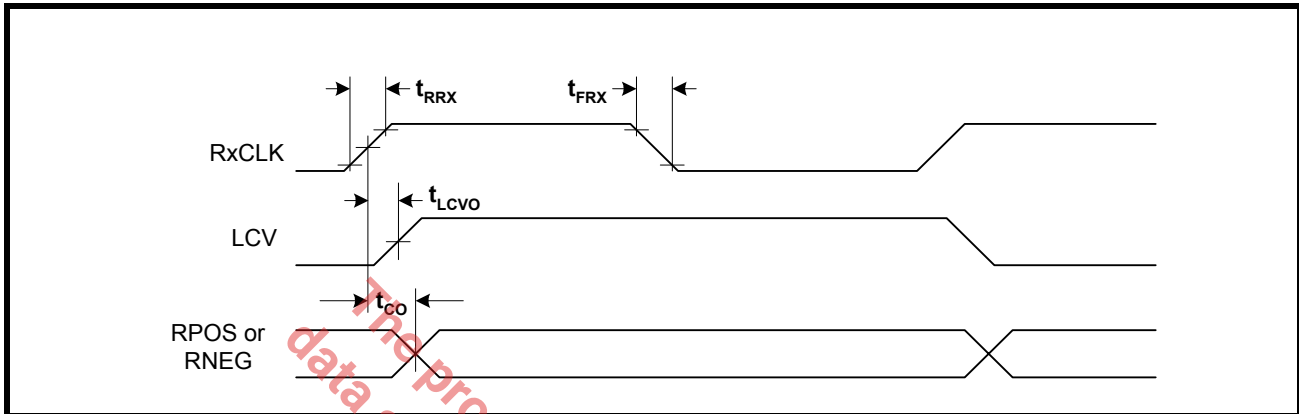 tRRX
tFRX
RxCLK
tLCVO
LCV
tCO
RPOS or
RNEG
The pro
data